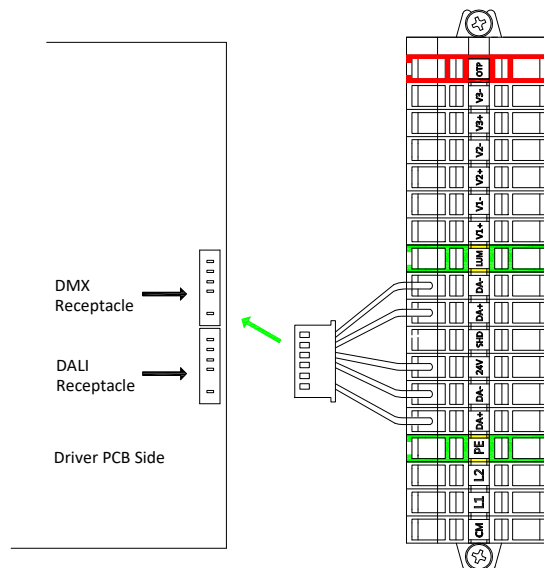 DMX
Receptacle
DALI
Receptacle
Driver PCB Side
OTP
V3-
V3+
V2-
V2+
V1-
V1+
LUM
DA-
DA+
SHD
24V
DA-
DA+
PE
L2
L1
CM